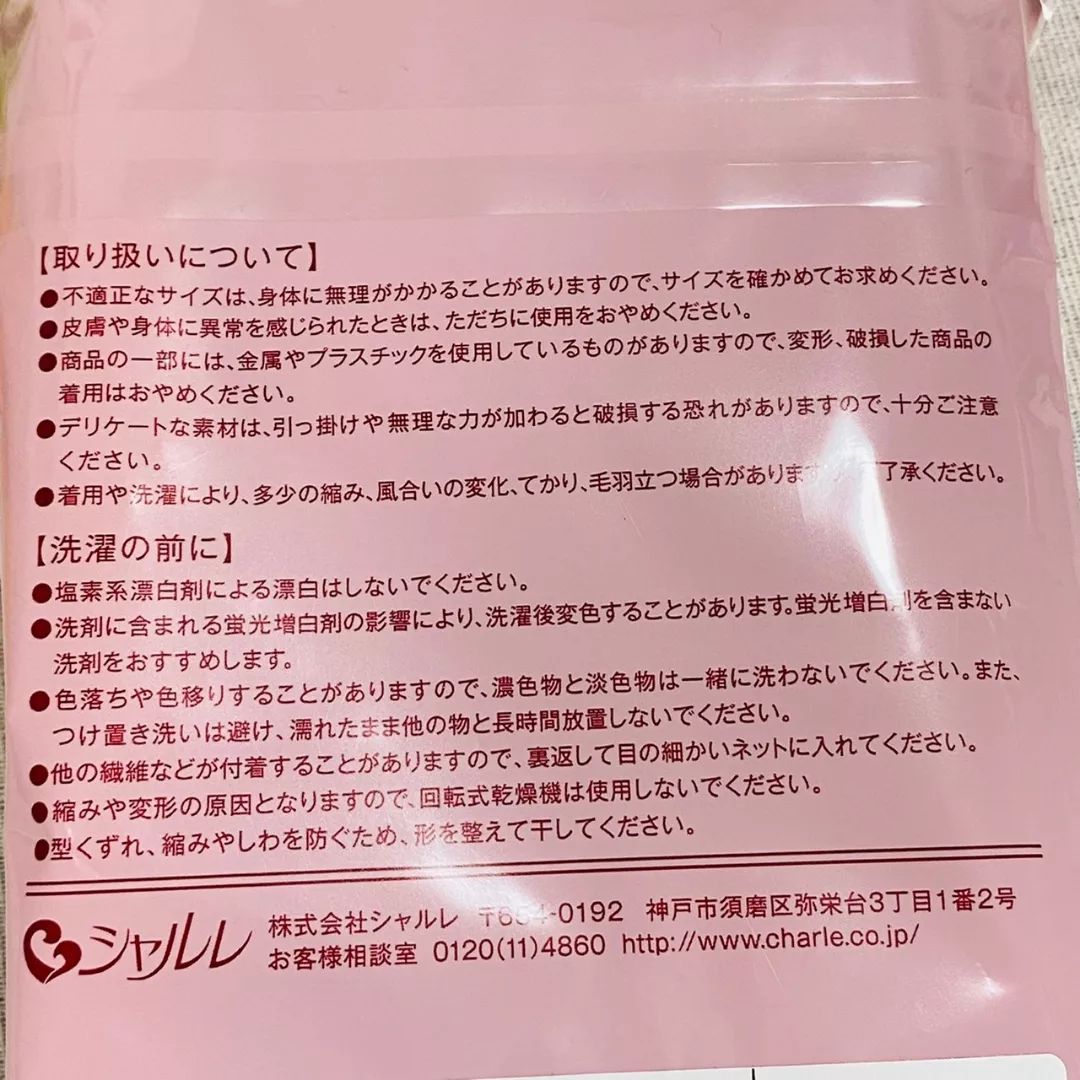 【取り扱いについて】
●不適正なサイズは、身体に無理がかかることがありますので、サイズを確かめてお求めください。
●皮膚や身体に異常を感じられたときは、ただちに使用をおやめください。
●商品の一部には、金属やプラスチックを使用しているものがありますので、変形、破損した商品の
着用はおやめください。
●デリケートな素材は、引っ掛けや無理な力が加わると破損する恐れがありますので、十分ご注意
ください。
●着用や洗濯により、多少の縮み、風合いの変化、てかり、毛羽立つ場合があります 了承ください。
【洗濯の前に】
●塩素系漂白剤による漂白はしないでください。
●洗剤に含まれる蛍光増白剤の影響により、洗濯後変色することがあります。蛍光増白剤を含まない
洗剤をおすすめします。
●色落ちや色移りすることがありますので、濃色物と淡色物は一緒に洗わないでください。また、
つけ置き洗いは避け、濡れたまま他の物と長時間放置しないでください。
●他の繊維などが付着することがありますので、裏返して目の細かいネットに入れてください。
●縮みや変形の原因となりますので、回転式乾燥機は使用しないでください。
●型くずれ、縮みやしわを防ぐため、形を整えて干してください。
シャルレ
株式会社シャルレ 〒654-0192 神戸市須磨区弥栄台3丁目1番2号
お客様相談室 0120(11)4860 http://www.charle.co.jp/